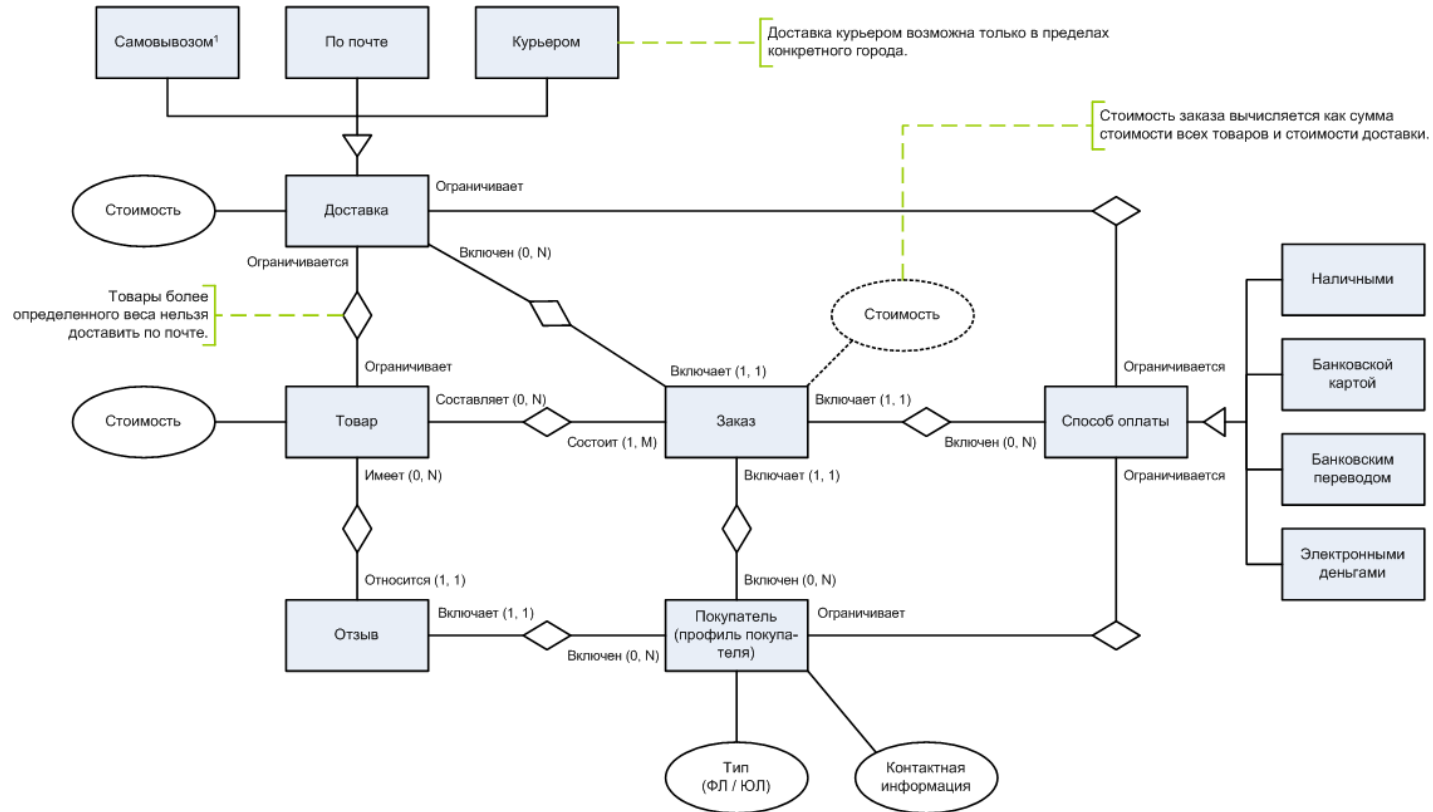 Самовывозом¹
По почте
Курьером
Доставка курьером возможна только в пределах
конкретного города.
Стоимость заказа вычисляется как сумма
стоимости всех товаров и стоимости доставки.
Ограничивает
Стоимость
Доставка
Включен (0, N)
Ограничивается
Наличными
Товары более
определенного веса нельзя
доставить по почте.
Стоимость
Ограничивает
Включает (1, 1)
Ограничивается
Банковской
картой
Составляет (0, N)
Включает (1, 1)
Стоимость
Товар
Заказ
Способ оплаты
Состоит (1, M)
Включен (0, N)
Имеет (0, N)
Включает (1, 1)
Ограничивается
Банковским
переводом
Электронными
деньгами
Относится (1, 1)
Включен (0, N)
Включает (1, 1)
Ограничивает
Отзыв
Покупатель
(профиль покупа-
теля)
Включен (0, N)
Тип
(ФЛ / ЮЛ)
Контактная
информация